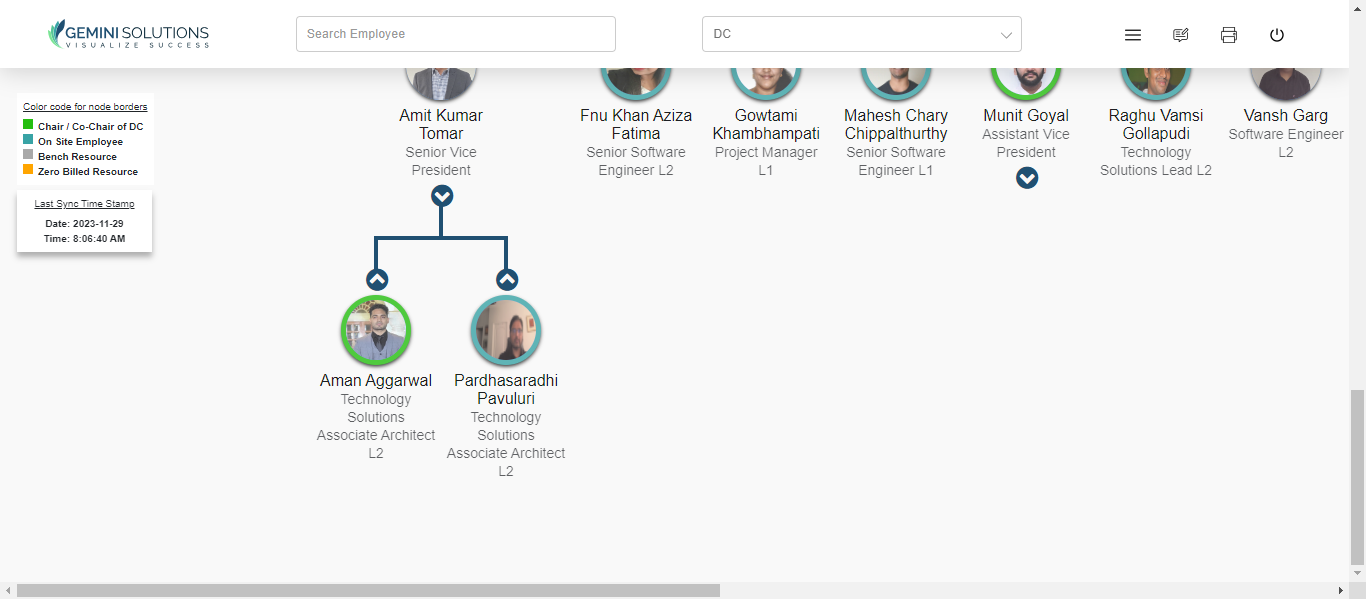 GEMINI SOLUTIONS
VISUALIZE SUCCESS
Search Employee
DC
Color code for node borders
Chair / Co-Chair of DC
On Site Employee
Bench Resource
Zero Billed Resource
Last Sync Time Stamp
Date: 2023-11-29
Time: 8:06:40 AM
Amit Kumar
Tomar
Senior Vice
President
Fnu Khan Aziza
Fatima
Senior Software
Engineer L2
Gowtami
Khambhampati
Project Manager
L1
Mahesh Chary
Chippalthurthy
Senior Software
Engineer L1
Munit Goyal
Assistant Vice
President
Raghu Vamsi
Gollapudi
Technology
Solutions Lead L2
Vansh Garg
Software Engineer
L2
Aman Aggarwal
Technology
Solutions
Associate Architect
L2
Pardhasaradhi
Pavuluri
Technology
Solutions
Associate Architect
L2